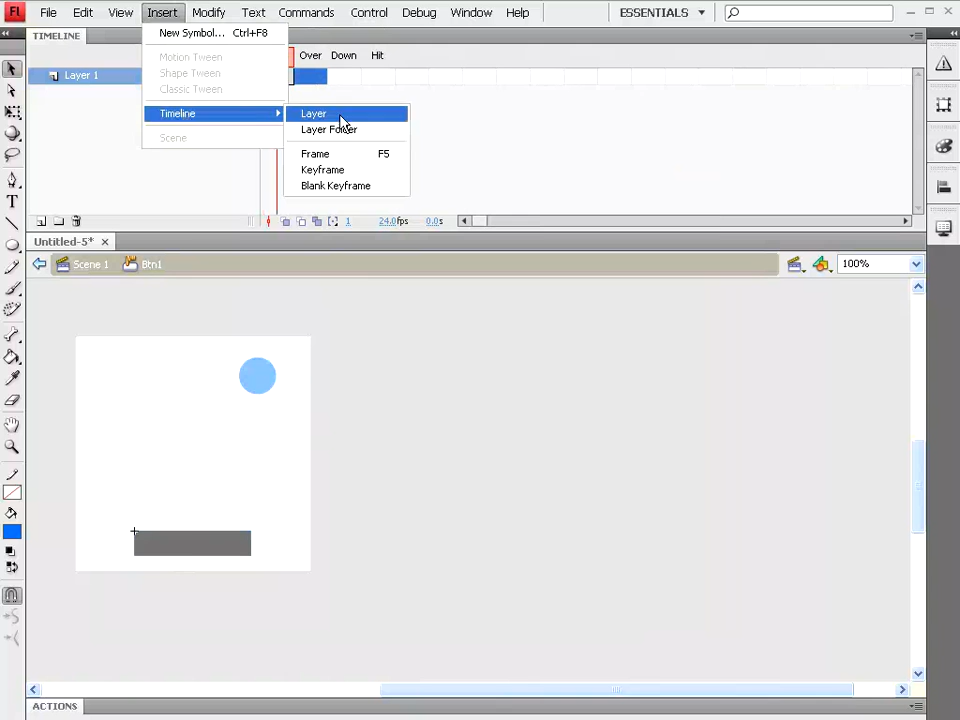 Fl File Edit View Insert Modify Text Commands Control Debug Window Help ESSENTIALS
TIMELINE
New Symbol... Ctrl+F8
Over Down Hit
Motion Tween
Layer 1
Shape Tween
Classic Tween
Timeline
Layer
Layer Folder
Scene
Frame F5
Keyframe
Blank Keyframe
1 24.0fps 0.0s
Untitled-5*
Scene 1 Btn1 100%
ACTIONS